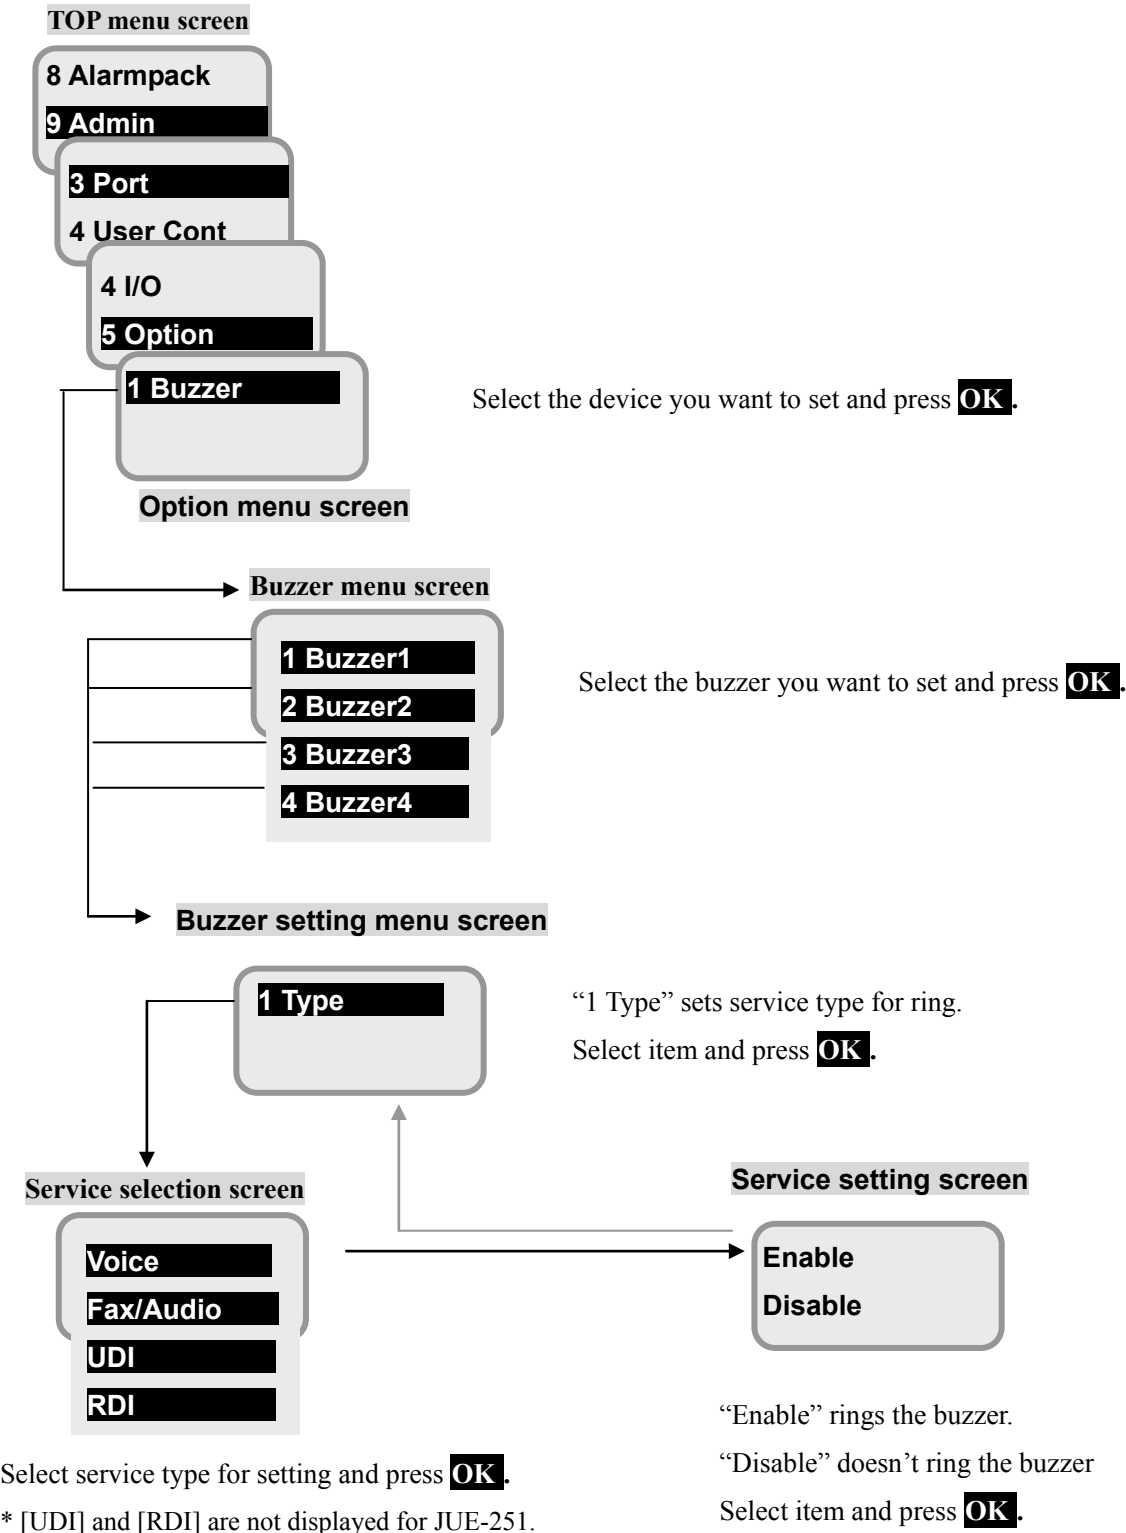 TOP menu screen
8 Alarmpack
9 Admin
3 Port
4 User Cont
4 I/O
5 Option
1 Buzzer
Select the device you want to set and press OK .
Option menu screen
Buzzer menu screen
1 Buzzer1
2 Buzzer2
3 Buzzer3
4 Buzzer4
Select the buzzer you want to set and press OK .
Buzzer setting menu screen
1 Type
“1 Type” sets service type for ring.
Select item and press OK .
Service selection screen
Voice
Fax/Audio
UDI
RDI
Select service type for setting and press OK .
* [UDI] and [RDI] are not displayed for JUE-251.
Service setting screen
Enable
Disable
“Enable” rings the buzzer.
“Disable” doesn’t ring the buzzer
Select item and press OK .